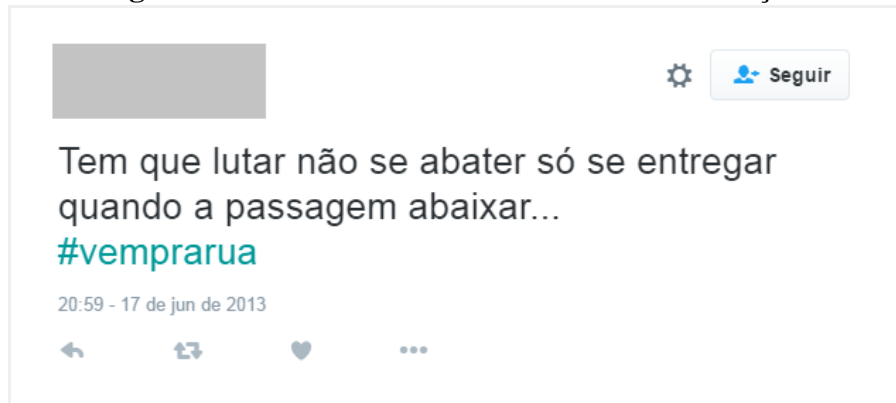 Seguir
Tem que lutar não se abater só se entregar
quando a passagem abaixar...
#vemprarua
20:59 - 17 de jun de 2013